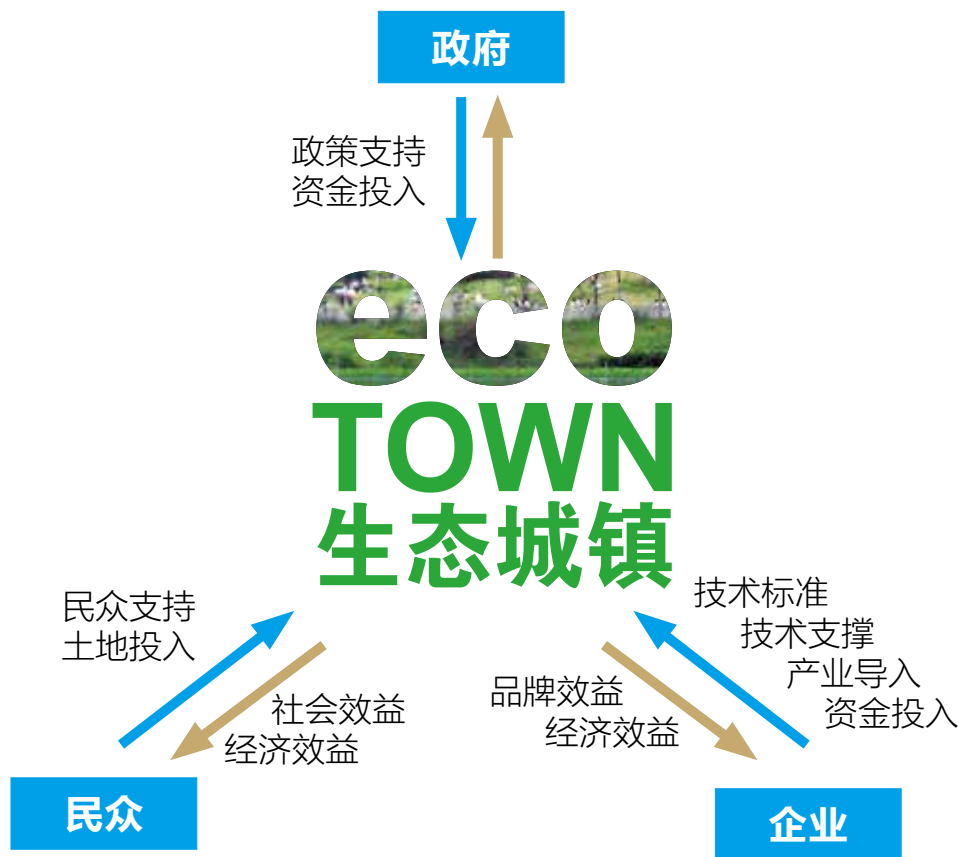 政府
政策支持
资金投入
eco
TOWN
生态城镇
民众支持
土地投入
社会效益
经济效益
技术标准
技术支撑
产业导入
资金投入
品牌效益
经济效益
民众
企业